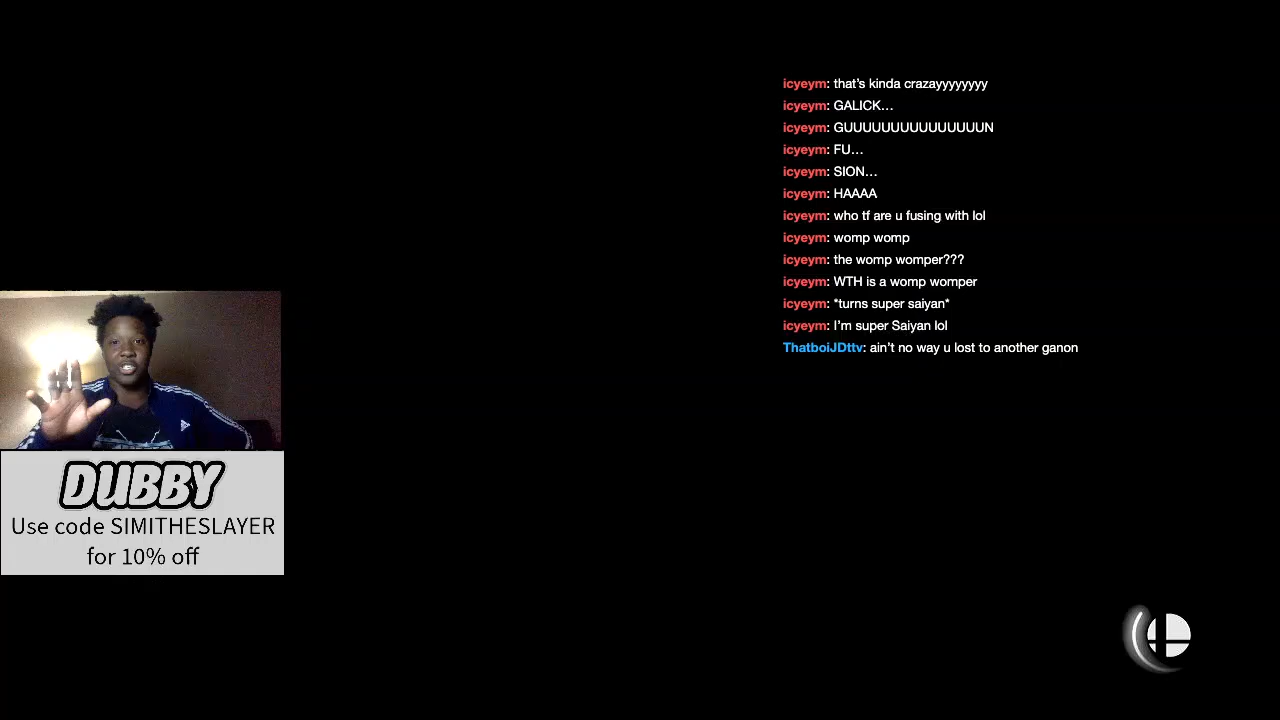 icyeym: that’s kinda crazayyyyyyyy
icyeym: GALICK…
icyeym: GUUUUUUUUUUUUUUUN
icyeym: FU…
icyeym: SION…
icyeym: HAAAA
icyeym: who tf are u fusing with lol
icyeym: womp womp
icyeym: the womp womper???
icyeym: WTH is a womp womper
icyeym: *turns super saiyan*
icyeym: I’m super Saiyan lol
ThatboiJDttv: ain’t no way u lost to another ganon
DUBBY
Use code SIMITHESLAYER
for 10% off